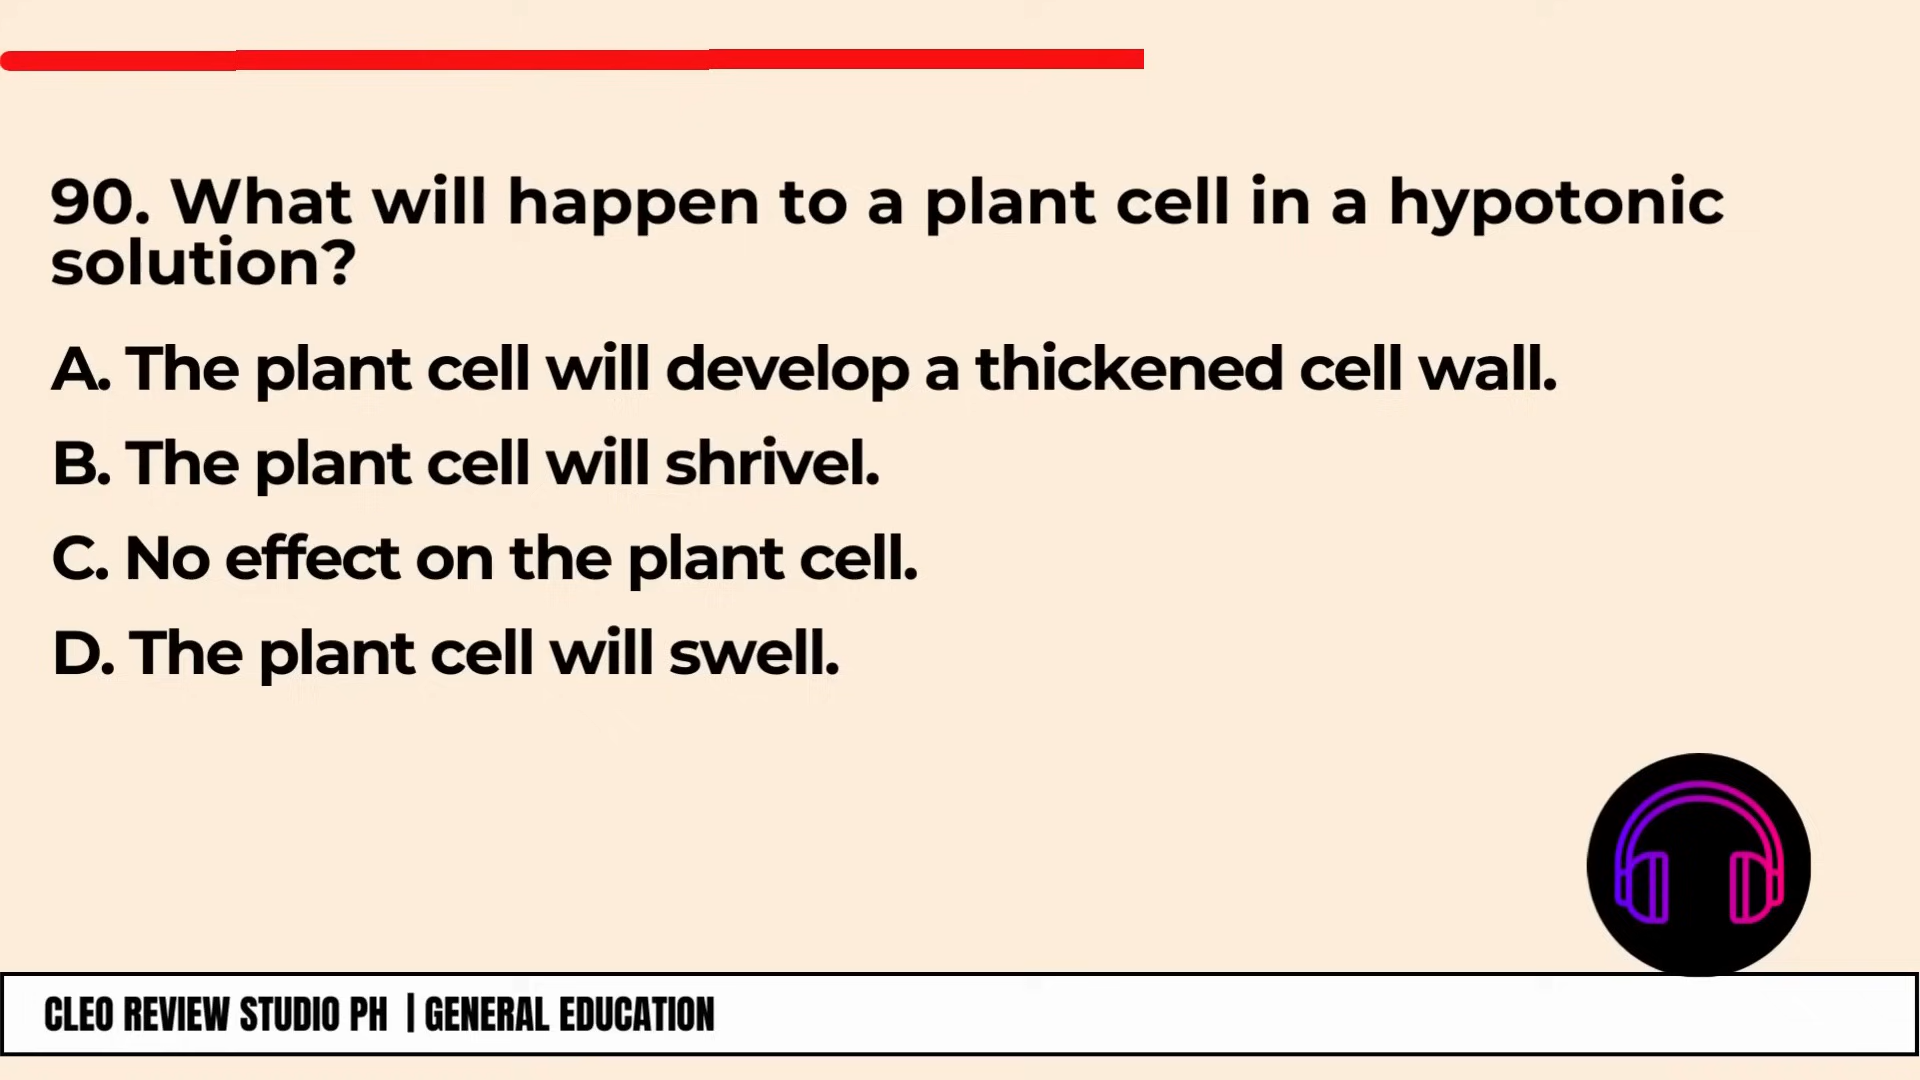 90. What will happen to a plant cell in a hypotonic
solution?
A. The plant cell will develop a thickened cell wall.
B. The plant cell will shrivel.
C. No effect on the plant cell.
D. The plant cell will swell.
CLEO REVIEW STUDIO PH | GENERAL EDUCATION